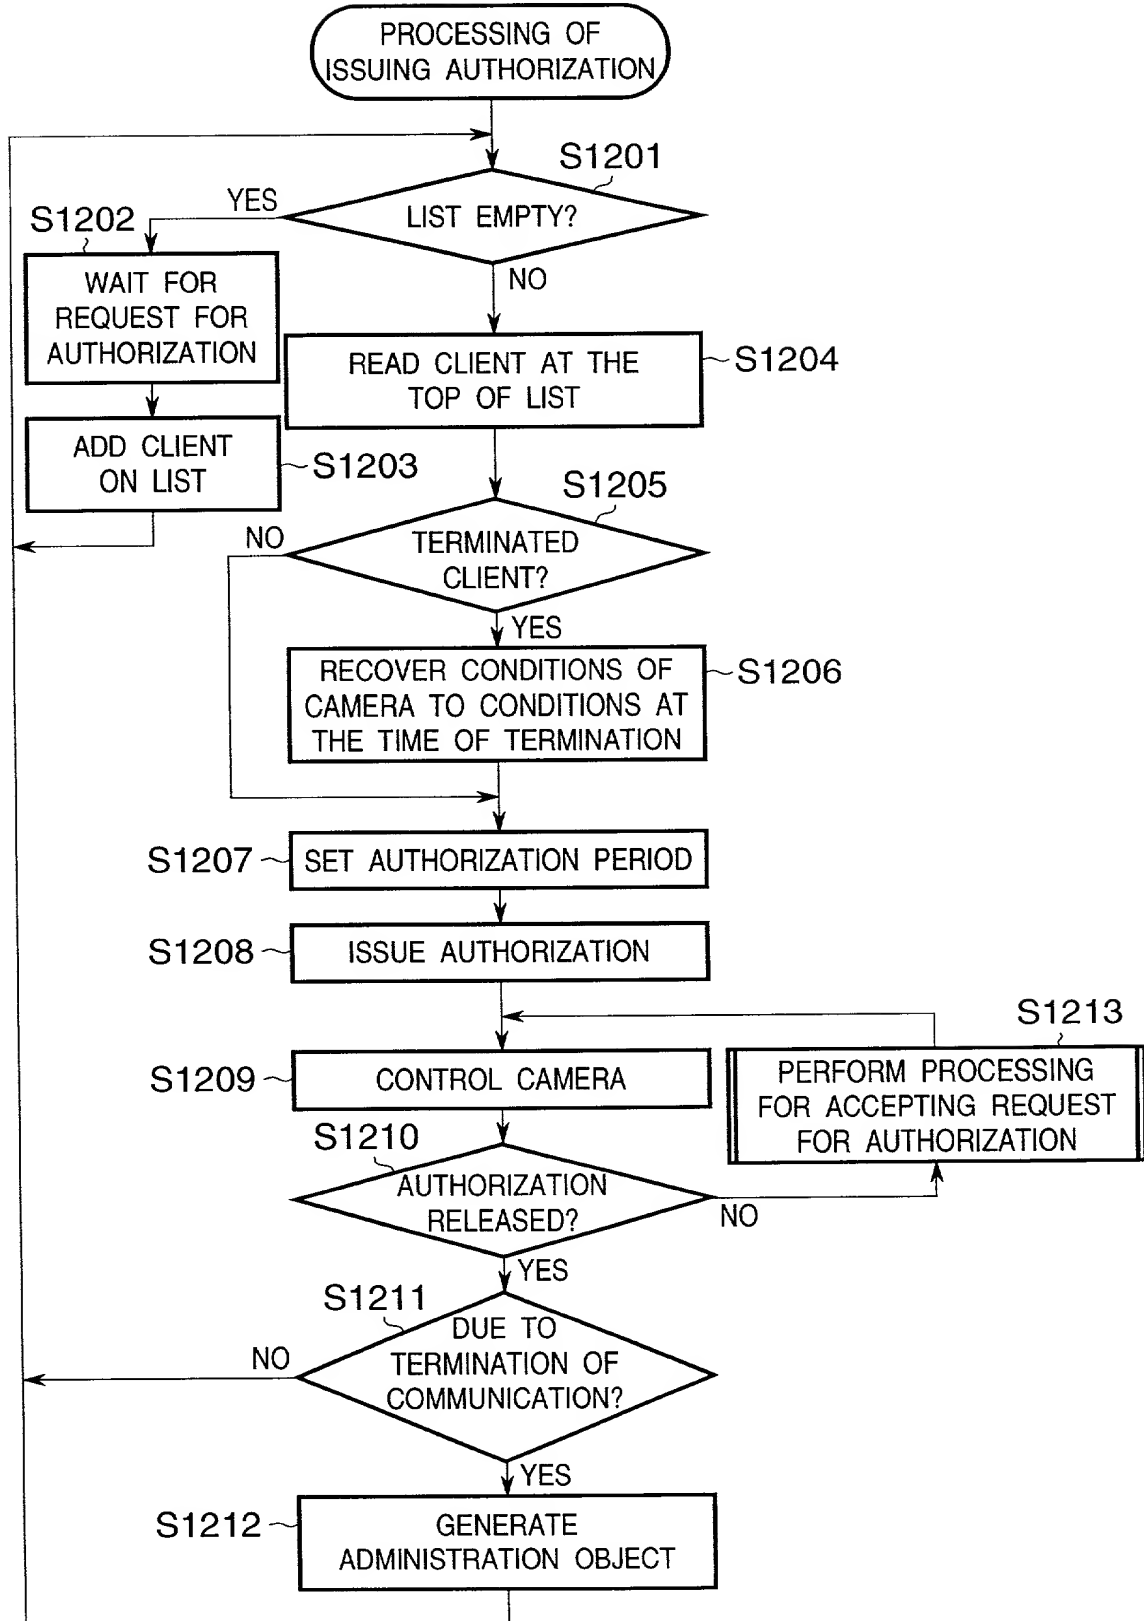 PROCESSING OF
ISSUING AUTHORIZATION
S1201
YES
LIST EMPTY?
S1202
NO
WAIT FOR
REQUEST FOR
AUTHORIZATION
READ CLIENT AT THE
TOP OF LIST
S1204
ADD CLIENT
ON LIST
S1203
S1205
NO
TERMINATED
CLIENT?
YES
RECOVER CONDITIONS OF
CAMERA TO CONDITIONS AT
THE TIME OF TERMINATION
S1206
S1207
SET AUTHORIZATION PERIOD
S1208
ISSUE AUTHORIZATION
S1213
PERFORM PROCESSING
FOR ACCEPTING REQUEST
FOR AUTHORIZATION
S1209
CONTROL CAMERA
S1210
AUTHORIZATION
RELEASED?
NO
YES
S1211
DUE TO
TERMINATION OF
COMMUNICATION?
NO
YES
S1212
GENERATE
ADMINISTRATION OBJECT